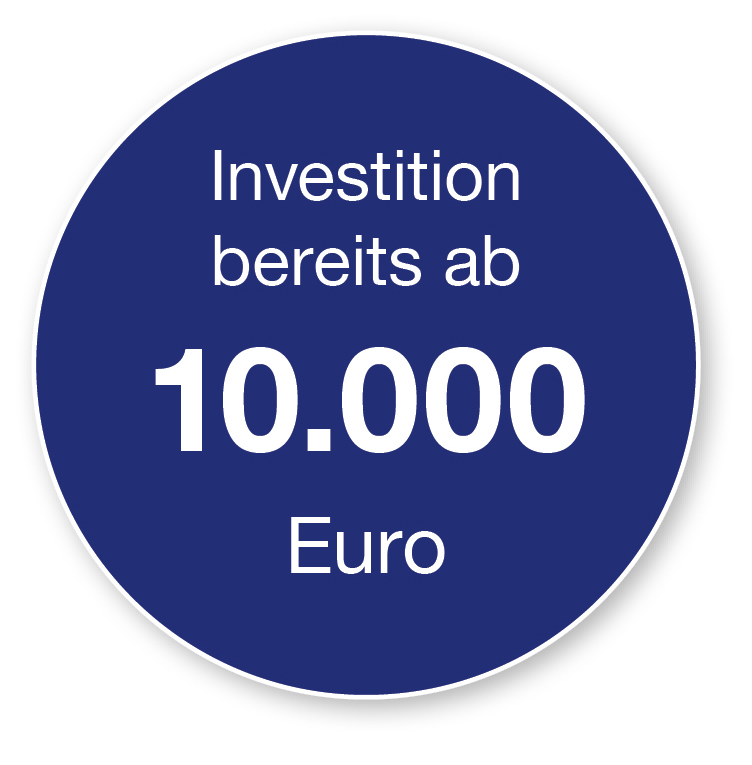 Investition
bereits ab
10.000
Euro